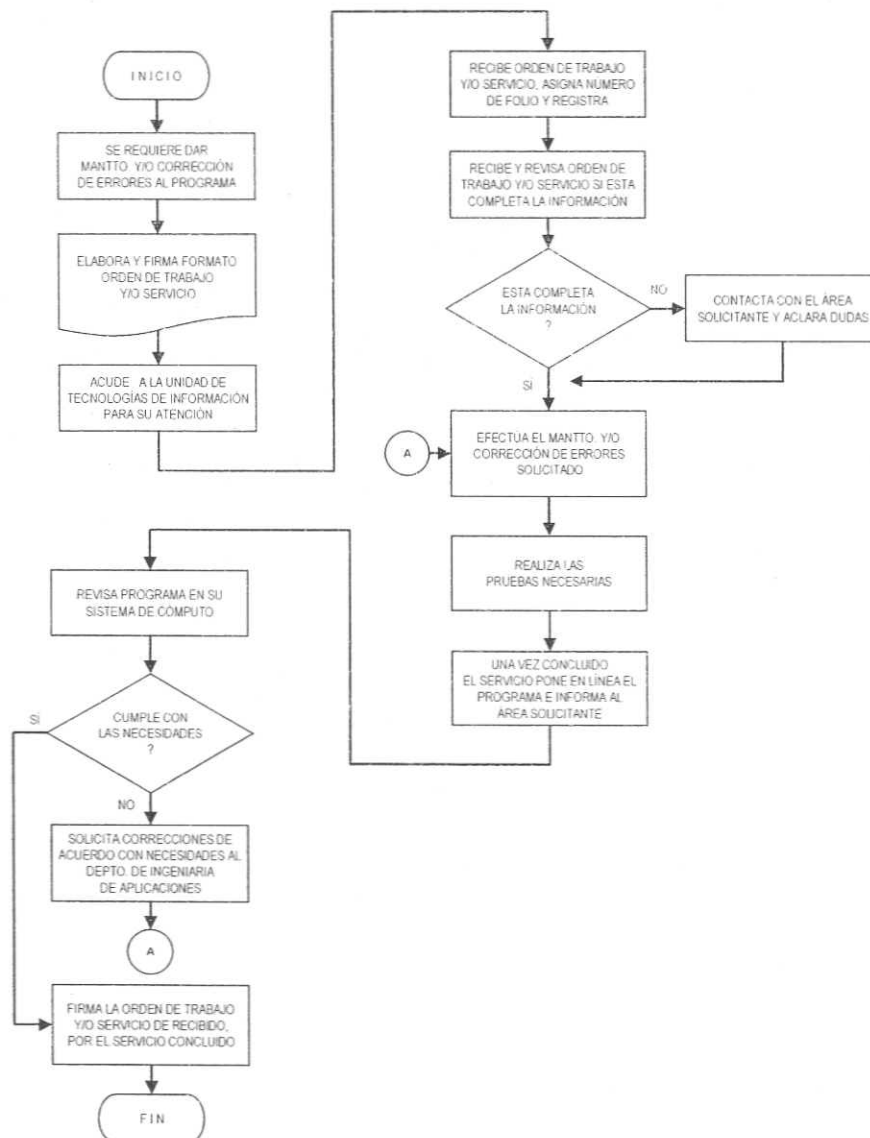 INICIO
SE REQUIERE DAR
MANTTO. Y/O CORRECCIÓN
DE ERRORES AL PROGRAMA
ELABORA Y FIRMA FORMATO
ORDEN DE TRABAJO
Y/O SERVICIO
ACUDE A LA UNIDAD DE
TECNOLOGÍAS DE INFORMACIÓN
PARA SU ATENCIÓN
RECIBE ORDEN DE TRABAJO
Y/O SERVICIO, ASIGNA NUMERO
DE FOLIO Y REGISTRA
RECIBE Y REVISA ORDEN DE
TRABAJO Y/O SERVICIO SI ESTA
COMPLETA LA INFORMACIÓN
ESTA COMPLETA
LA INFORMACIÓN
?
NO
CONTACTA CON EL ÁREA
SOLICITANTE Y ACLARA DUDAS
SÍ
A
EFECTÚA EL MANTTO. Y/O
CORRECCIÓN DE ERRORES
SOLICITADO
REALIZA LAS
PRUEBAS NECESARIAS
UNA VEZ CONCLUIDO
EL SERVICIO PONE EN LÍNEA EL
PROGRAMA E INFORMA AL
ÁREA SOLICITANTE
REVISA PROGRAMA EN SU
SISTEMA DE CÓMPUTO
CUMPLE CON
LAS NECESIDADES
?
SÍ
NO
SOLICITA CORRECCIONES DE
ACUERDO CON NECESIDADES AL
DEPTO. DE INGENIARIA
DE APLICACIONES
A
FIRMA LA ORDEN DE TRABAJO
Y/O SERVICIO DE RECIBIDO,
POR EL SERVICIO CONCLUIDO
FIN